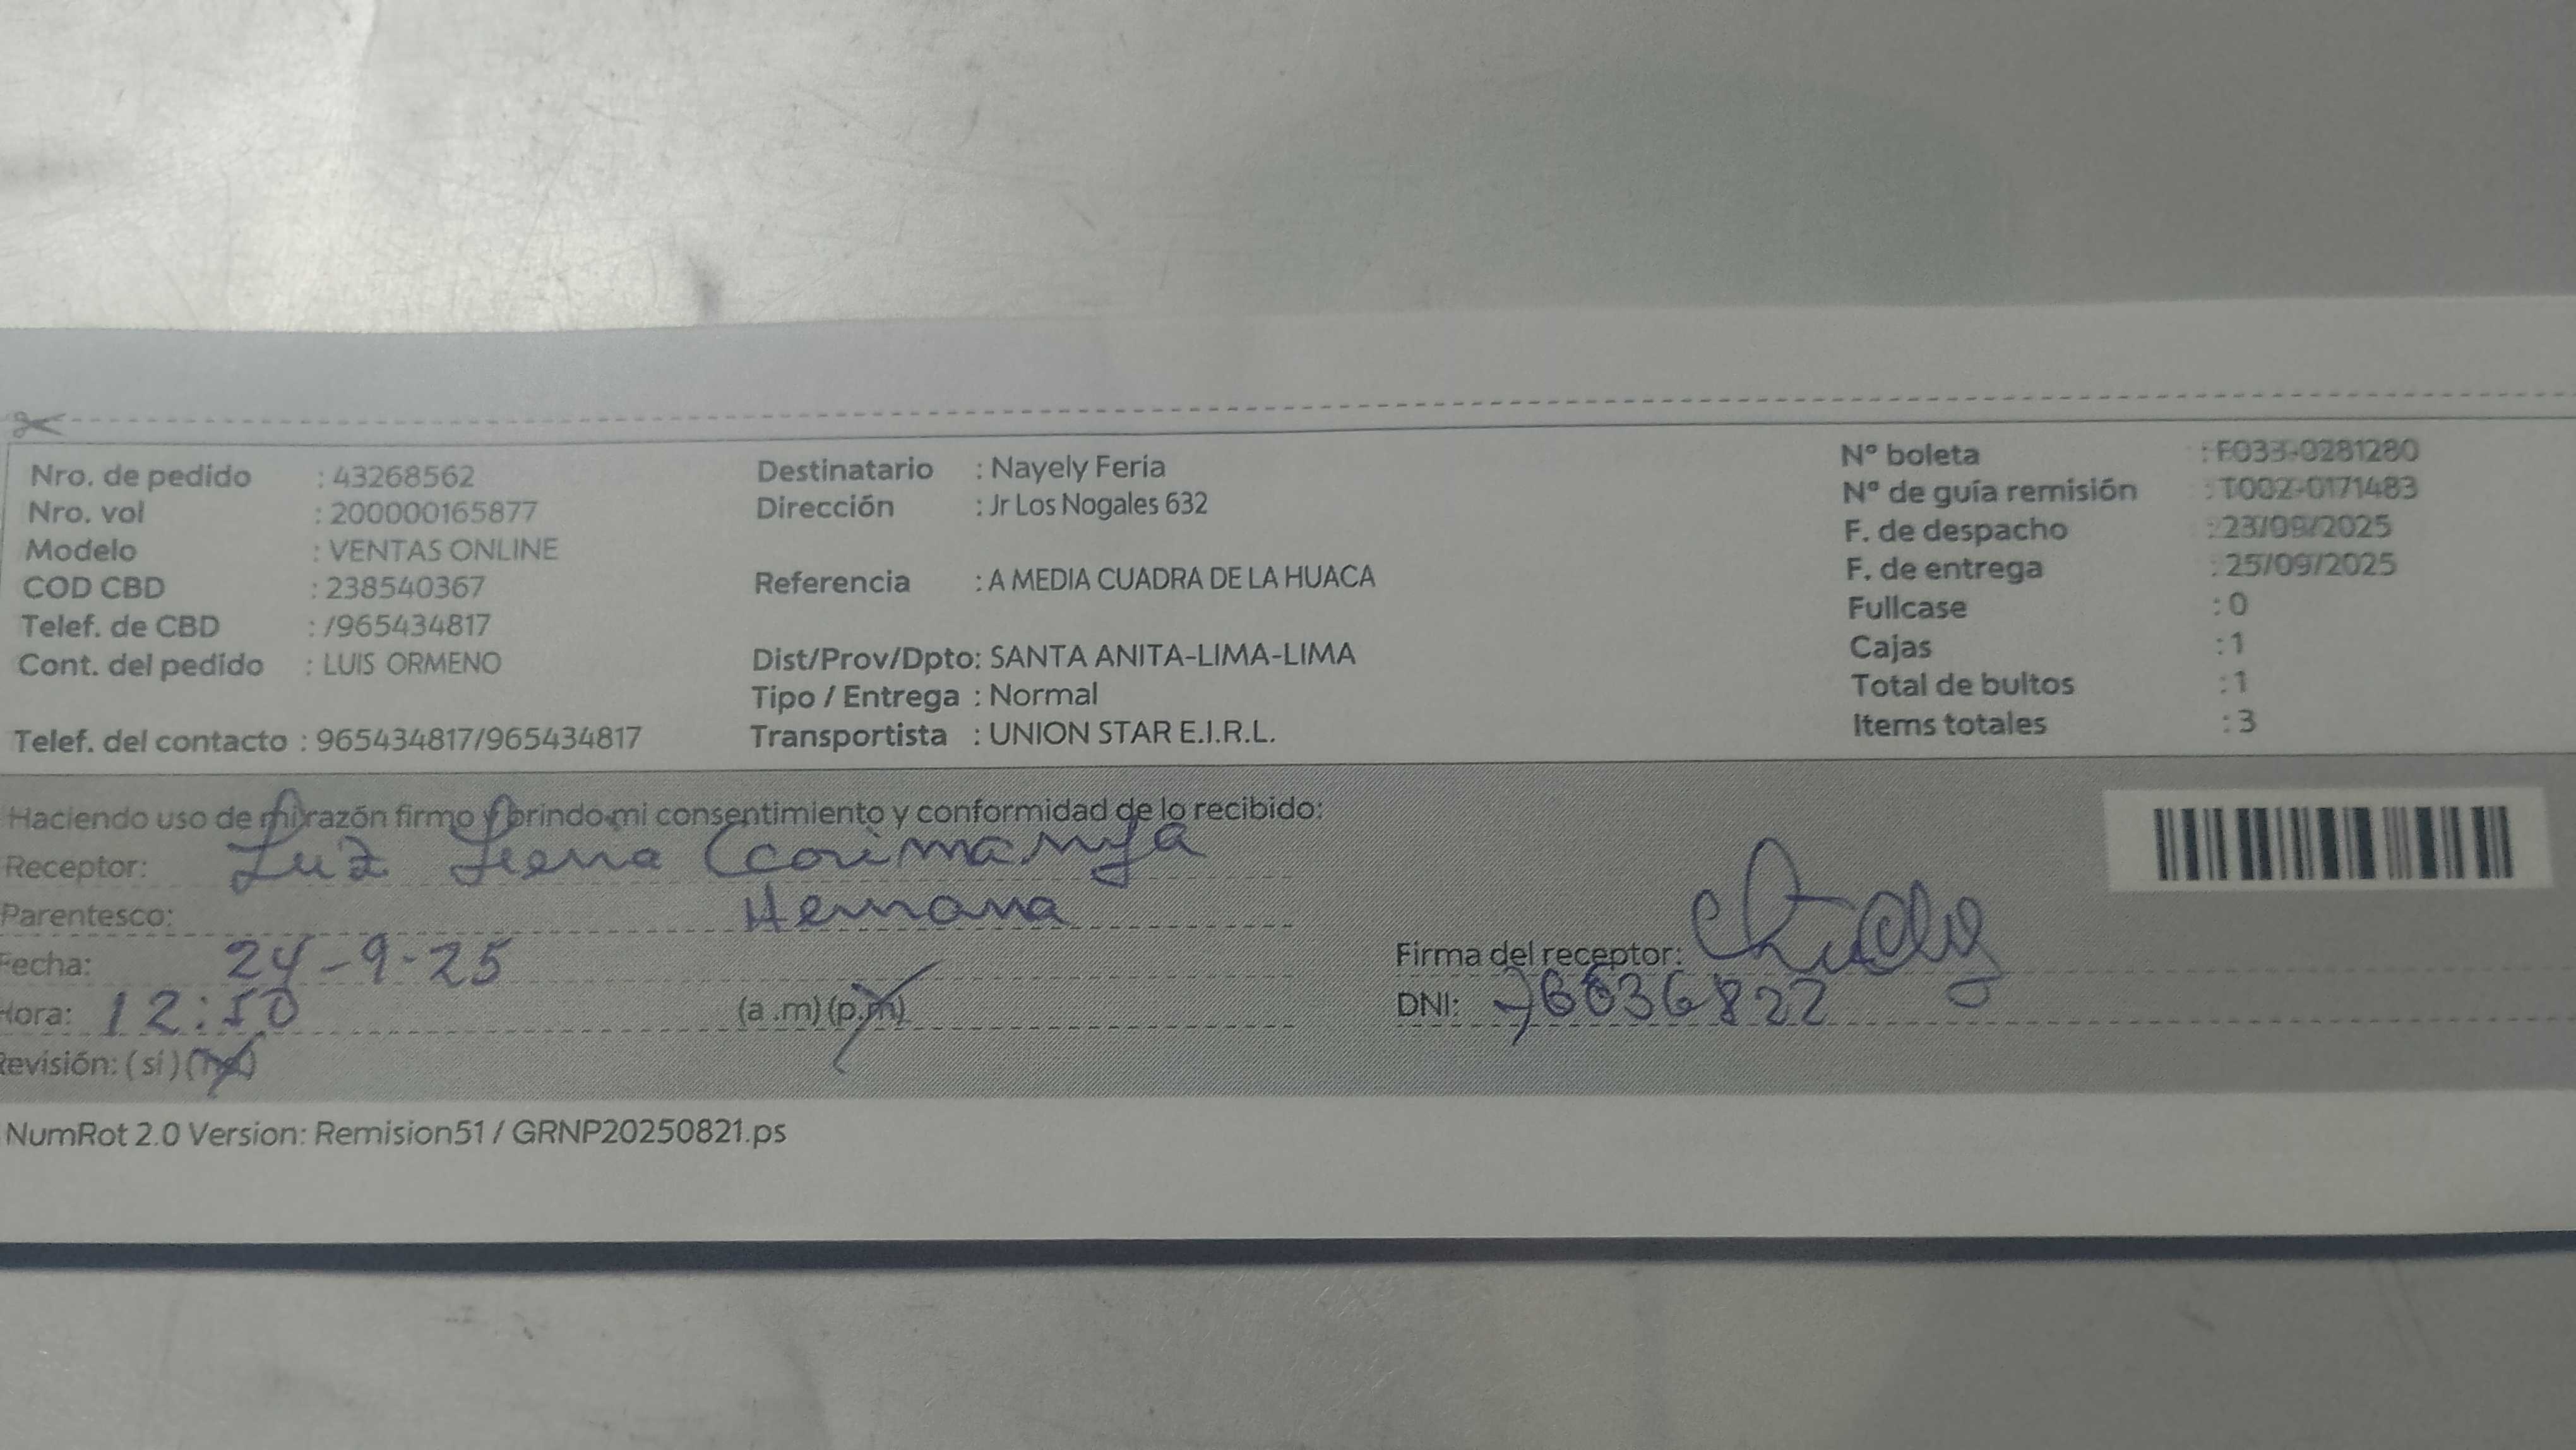 Nro. de pedido : 43268562
Nro. vol : 200000165877
Modelo : VENTAS ONLINE
COD CBD : 238540367
Telef. de CBD : /965434817
Cont. del pedido : LUIS ORMENO
Telef. del contacto : 965434817/965434817
Destinatario : Nayely Feria
Dirección : Jr Los Nogales 632
Referencia : A MEDIA CUADRA DE LA HUACA
Dist/Prov/Dpto: SANTA ANITA-LIMA-LIMA
Tipo / Entrega : Normal
Transportista : UNION STAR E.I.R.L.
Nº boleta : F033-0281280
Nº de guía remisión : T002-0171483
F. de despacho : 23/09/2025
F. de entrega : 25/09/2025
Fullcase : 0
Cajas : 1
Total de bultos : 1
Items totales : 3
Haciendo uso de mi razón firmo y brindo mi consentimiento y conformidad de lo recibido:
Receptor: Luz Ccorimanya
Parentesco: Hermana
Fecha: 24-9-25
Hora: 12:50 (a .m) (p.m)
Revisión: (si) (no)
Firma del receptor:
DNI: 76636822
NumRot 2.0 Version: Remision51 / GRNP20250821.ps